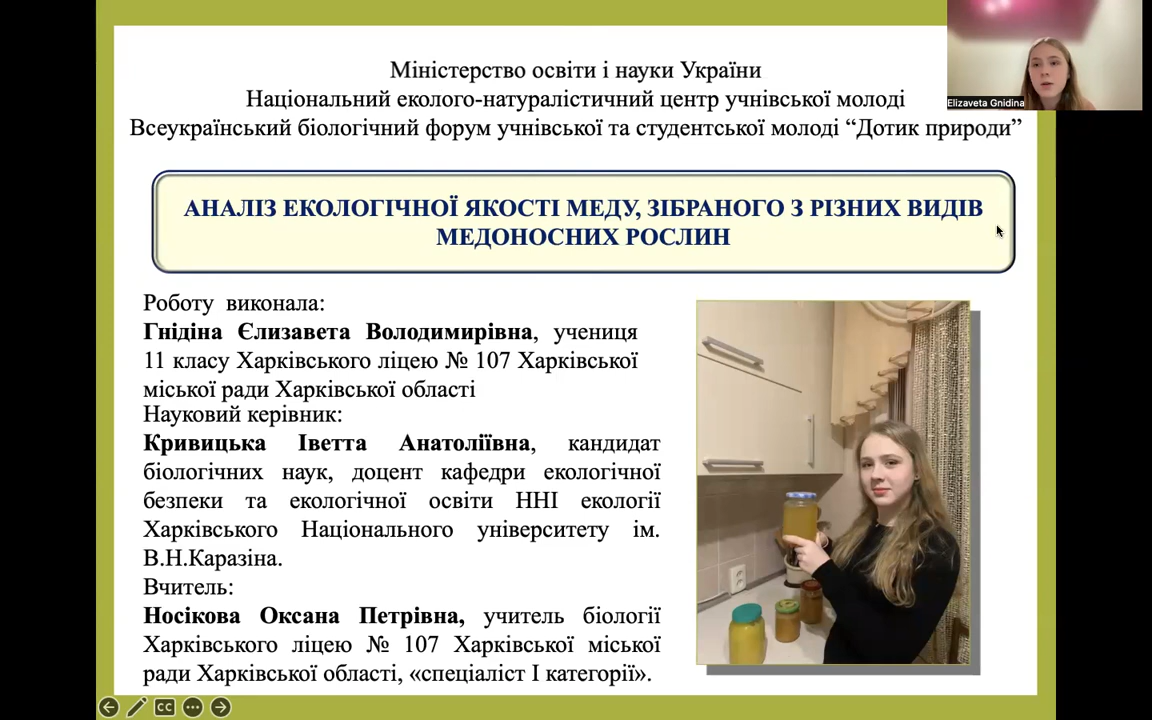 Міністерство освіти і науки України
Національний еколого-натуралістичний центр учнівської молоді
Всеукраїнський біологічний форум учнівської та студентської молоді “Дотик природи”
Elizaveta Gnidina
АНАЛІЗ ЕКОЛОГІЧНОЇ ЯКОСТІ МЕДУ, ЗІБРАНОГО З РІЗНИХ ВИДІВ
МЕДОНОСНИХ РОСЛИН
Роботу виконала:
Гнідіна Єлизавета Володимирівна, учениця
11 класу Харківського ліцею № 107 Харківської
міської ради Харківської області
Науковий керівник:
Кривицька Іветта Анатоліївна, кандидат
біологічних наук, доцент кафедри екологічної
безпеки та екологічної освіти ННІ екології
Харківського Національного університету ім.
В.Н.Каразіна.
Вчитель:
Носікова Оксана Петрівна, учитель біології
Харківського ліцею № 107 Харківської міської
ради Харківської області, «спеціаліст І категорії».
CC